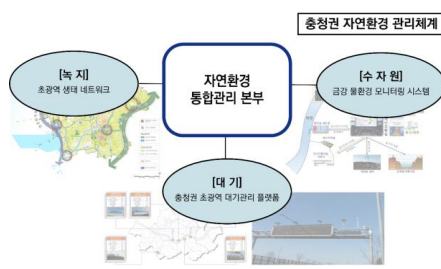 충청권 자연환경 관리체계
[녹 지]
초광역 생태 네트워크
자연환경
통합관리 본부
[수 자 원]
금강 물환경 모니터링 시스템
[대 기]
충청권 초광역 대기관리 플랫폼